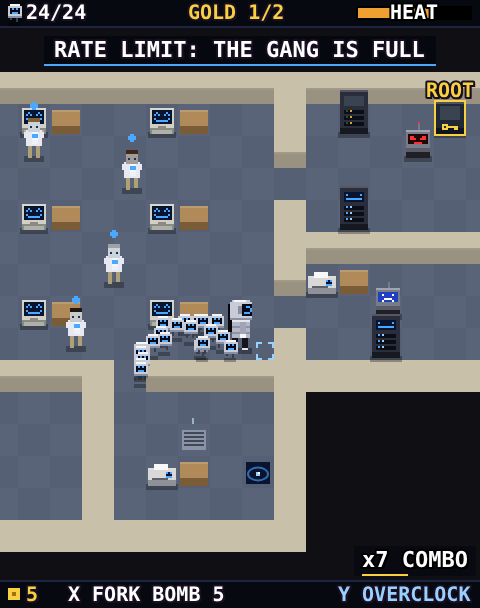 24/24 GOLD 1/2 HEAT
RATE LIMIT: THE GANG IS FULL
ROOT
x7 COMBO
5 X FORK BOMB 5 Y OVERCLOCK